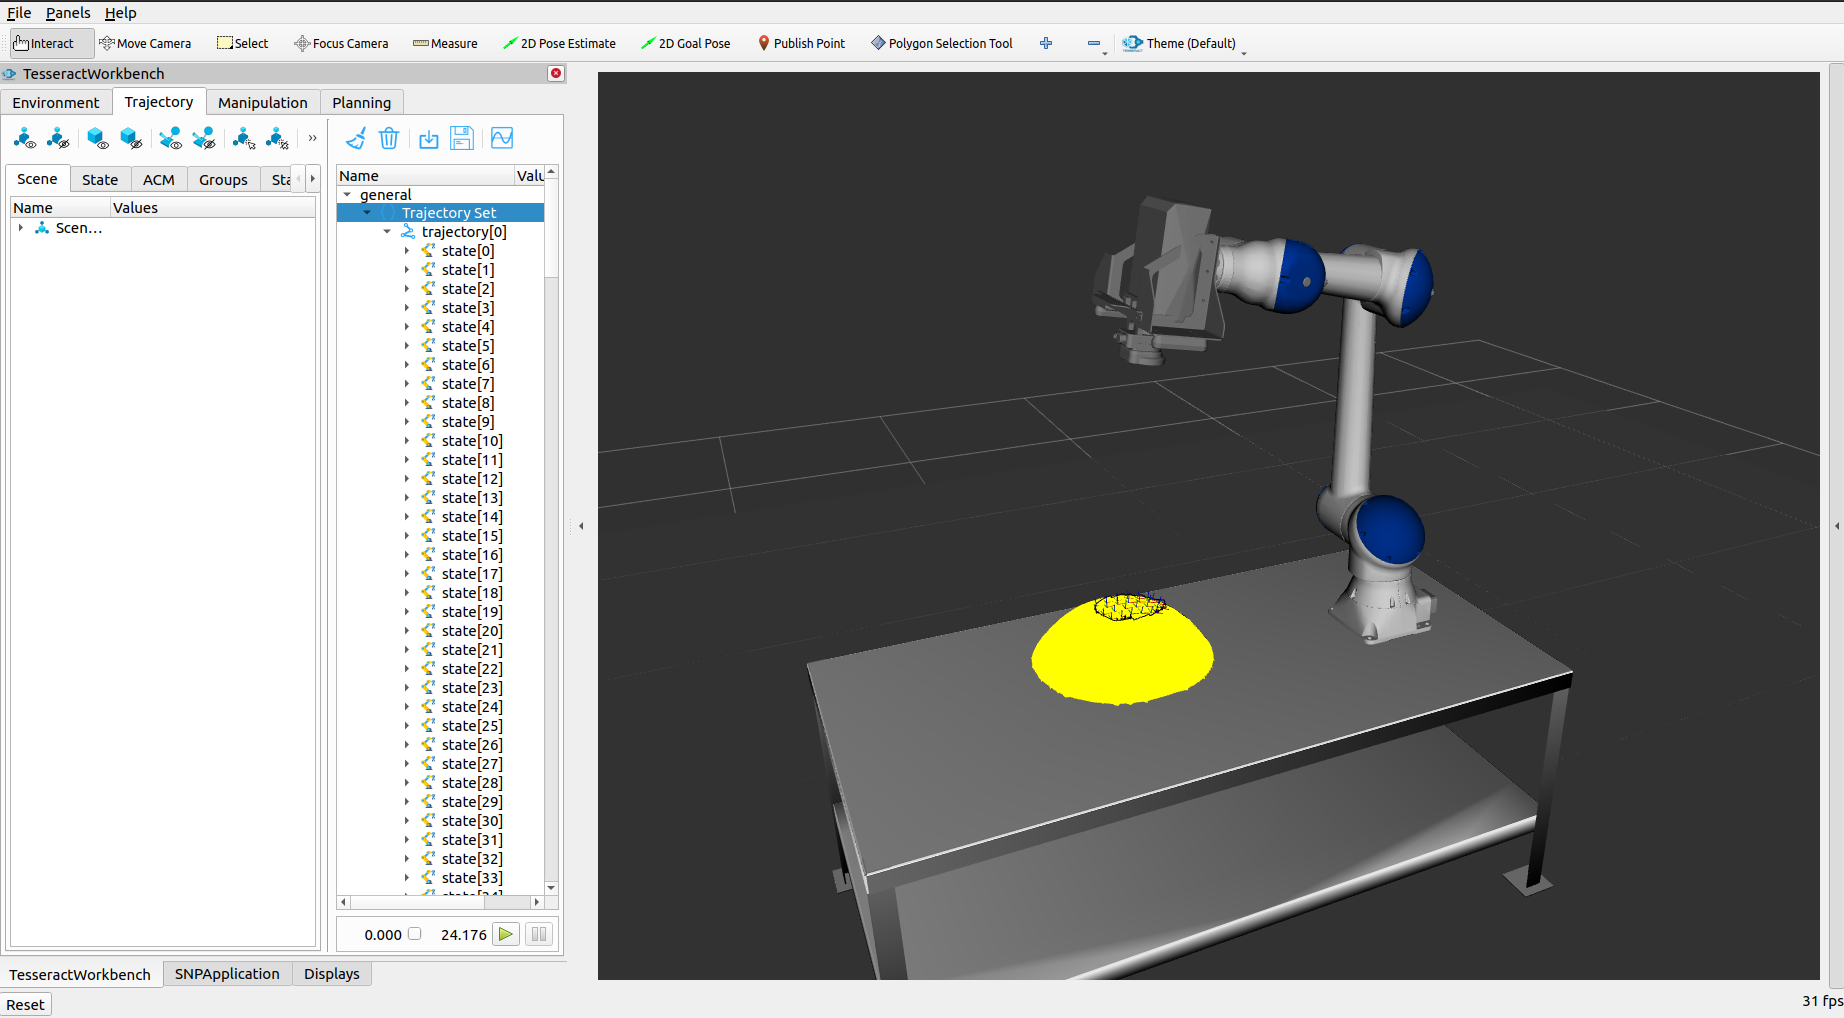 File Panels Help
Interact Move Camera Select Focus Camera Measure 2D Pose Estimate 2D Goal Pose Publish Point Polygon Selection Tool Theme (Default)
TesseractWorkbench
Environment Trajectory Manipulation Planning
»
Scene State ACM Groups Sta
Name Values
Scen...
Name Valu
general
Trajectory Set
trajectory[0]
state[0]
state[1]
state[2]
state[3]
state[4]
state[5]
state[6]
state[7]
state[8]
state[9]
state[10]
state[11]
state[12]
state[13]
state[14]
state[15]
state[16]
state[17]
state[18]
state[19]
state[20]
state[21]
state[22]
state[23]
state[24]
state[25]
state[26]
state[27]
state[28]
state[29]
state[30]
state[31]
state[32]
state[33]
0.000 24.176
TesseractWorkbench SNPApplication Displays
Reset
31 fps